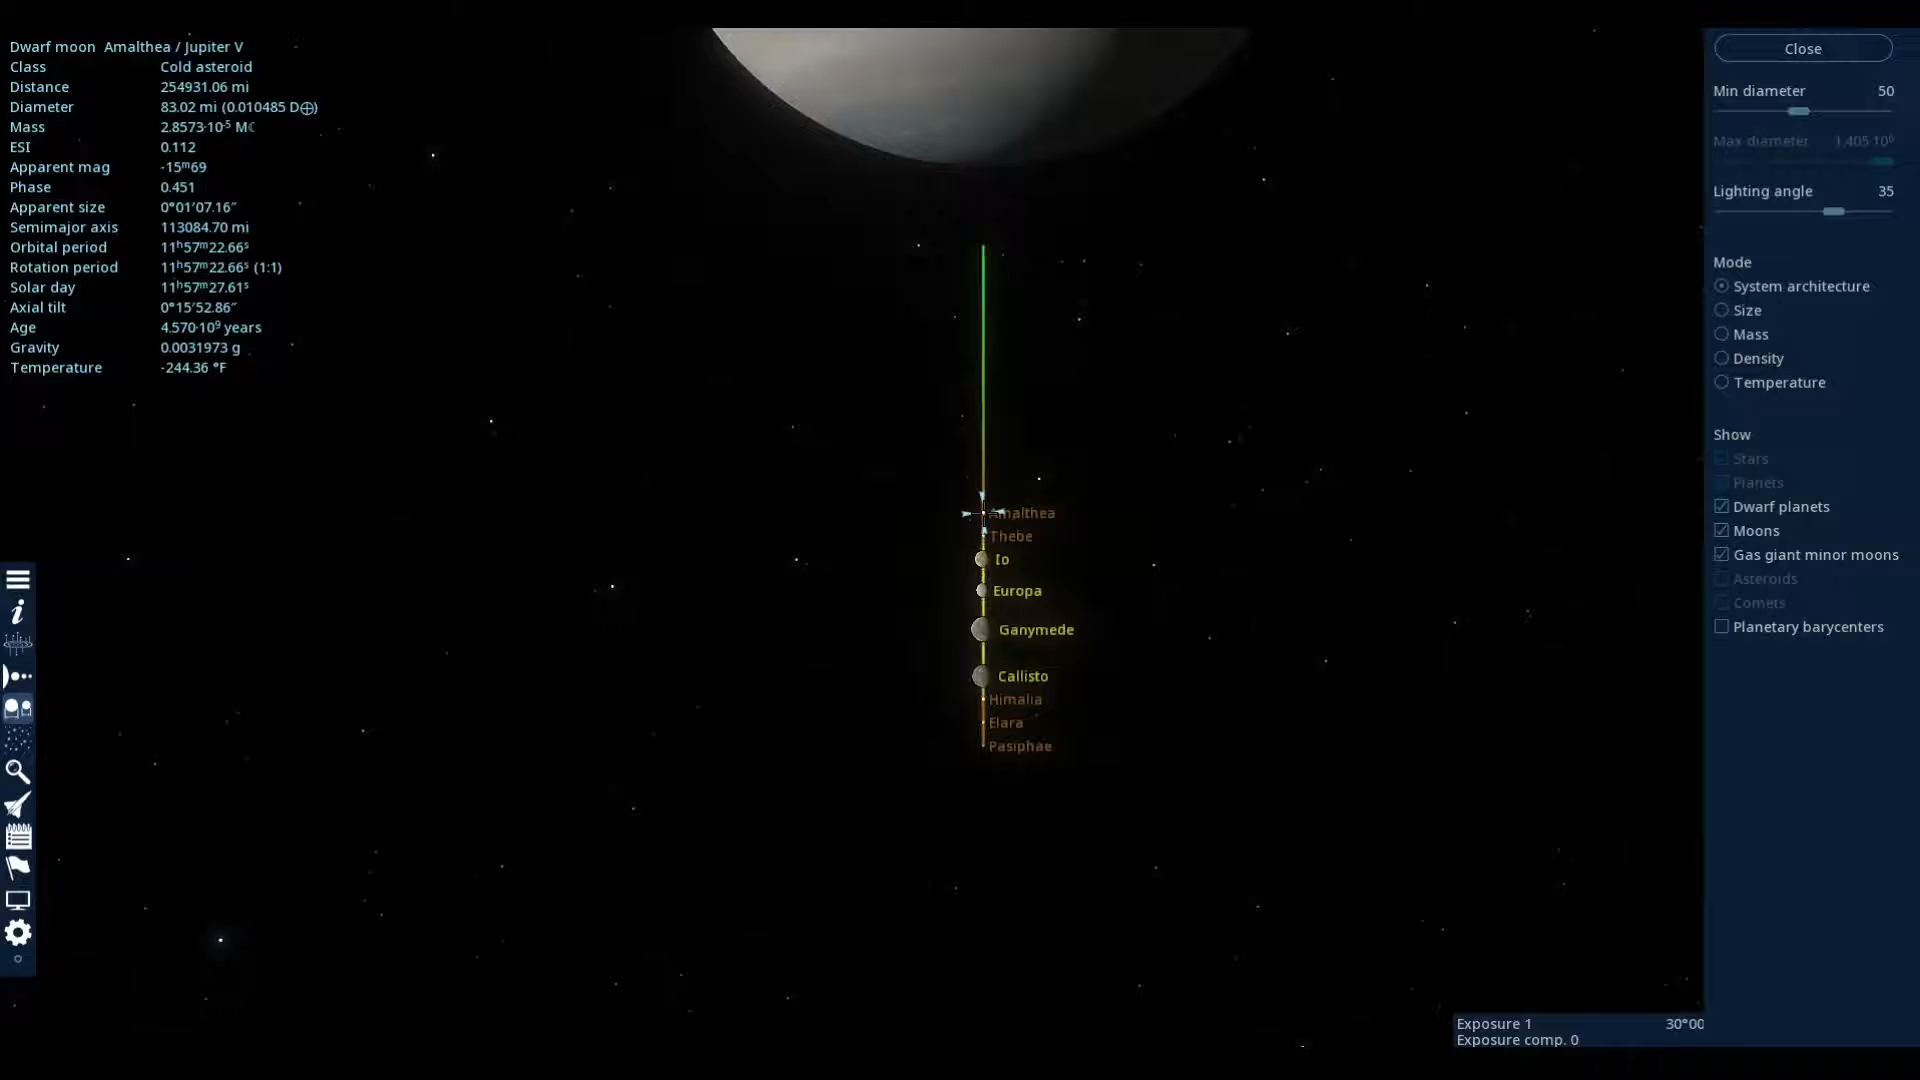 Dwarf moon Amalthea / Jupiter V
Class Cold asteroid
Distance 254931.06 mi
Diameter 83.02 mi (0.010485 D⊕)
Mass 2.8573·10⁻⁵ M☾
ESI 0.112
Apparent mag -15ᵐ69
Phase 0.451
Apparent size 0°01′07.16″
Semimajor axis 113084.70 mi
Orbital period 11ʰ57ᵐ22.66ˢ
Rotation period 11ʰ57ᵐ22.66ˢ (1:1)
Solar day 11ʰ57ᵐ27.61ˢ
Axial tilt 0°15′52.86″
Age 4.570·10⁹ years
Gravity 0.0031973 g
Temperature -244.36 °F
Amalthea
Thebe
Io
Europa
Ganymede
Callisto
Himalia
Elara
Pasiphae
Close
Min diameter 50
Max diameter 1.405·10⁶
Lighting angle 35
Mode
System architecture
Size
Mass
Density
Temperature
Show
Stars
Planets
Dwarf planets
Moons
Gas giant minor moons
Asteroids
Comets
Planetary barycenters
Exposure 1 30°00
Exposure comp. 0